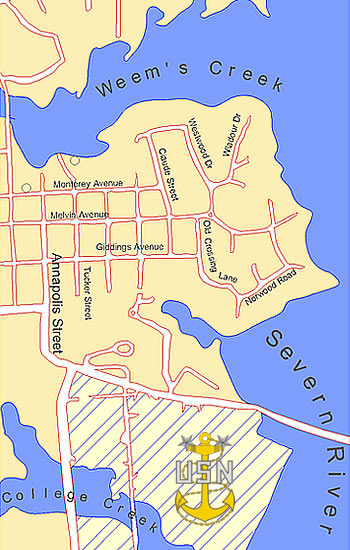 Weem's Creek
Westwood Dr
Wladour Dr
Claude Street
Monterey Avenue
Melvin Avenue
Old Crossing
Lane
Giddings Avenue
Annapolis Street
Tucker Street
Norwood Road
Severn River
USN
College Creek